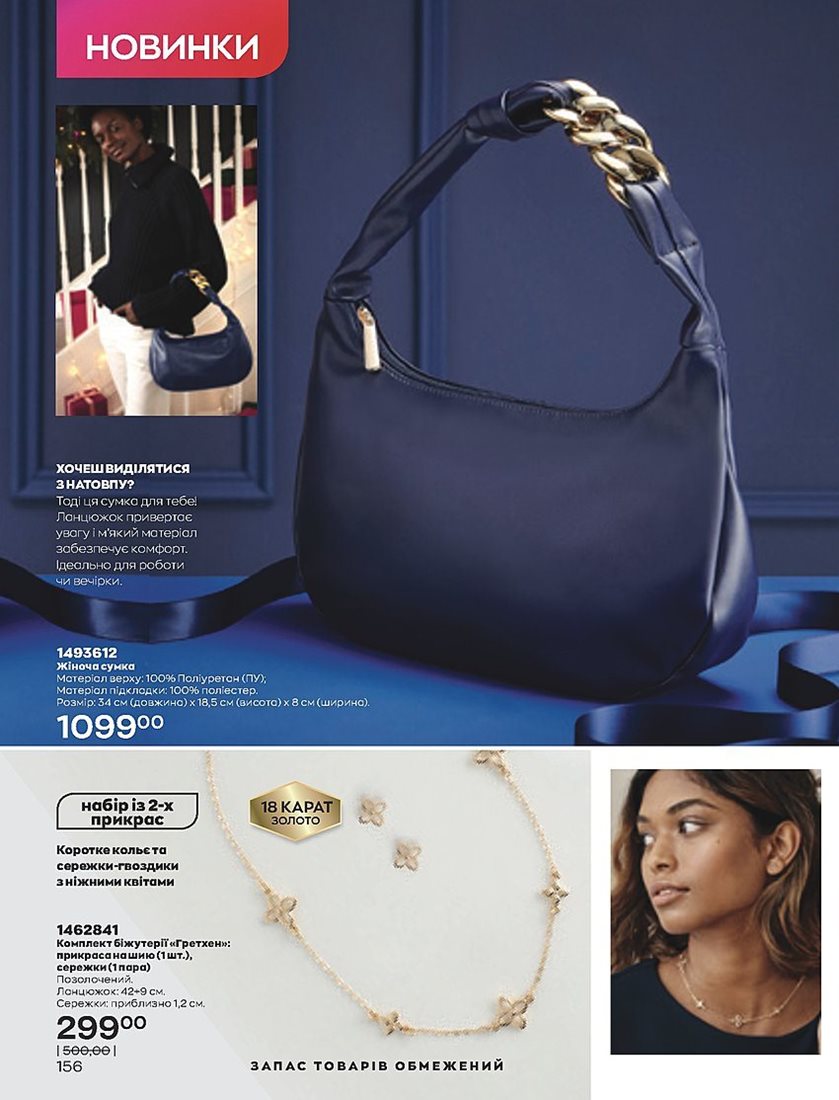 НОВИНКИ
ХОЧЕШ ВИДІЛЯТИСЯ
З НАТОВПУ?
Тоді ця сумка для тебе!
Ланцюжок привертає
увагу і м'який матеріал
забезпечує комфорт.
Ідеально для роботи
чи вечірки.
1493612
Жіноча сумка
Матеріал верху: 100% Поліуретан (ПУ);
Матеріал підкладки: 100% поліестер.
Розмір: 34 см (довжина) х 18,5 см (висота) х 8 см (ширина).
1099⁰⁰
набір із 2-х
прикрас
18 КАРАТ
ЗОЛОТО
Коротке кольє та
сережки-гвоздики
з ніжними квітами
1462841
Комплект біжутерії «Гретхен»:
прикраса на шию (1 шт.),
сережки (1 пара)
Позолочений.
Ланцюжок: 42+9 см.
Сережки: приблизно 1,2 см.
299⁰⁰
| 500,00 |
156
ЗАПАС ТОВАРІВ ОБМЕЖЕНИЙ